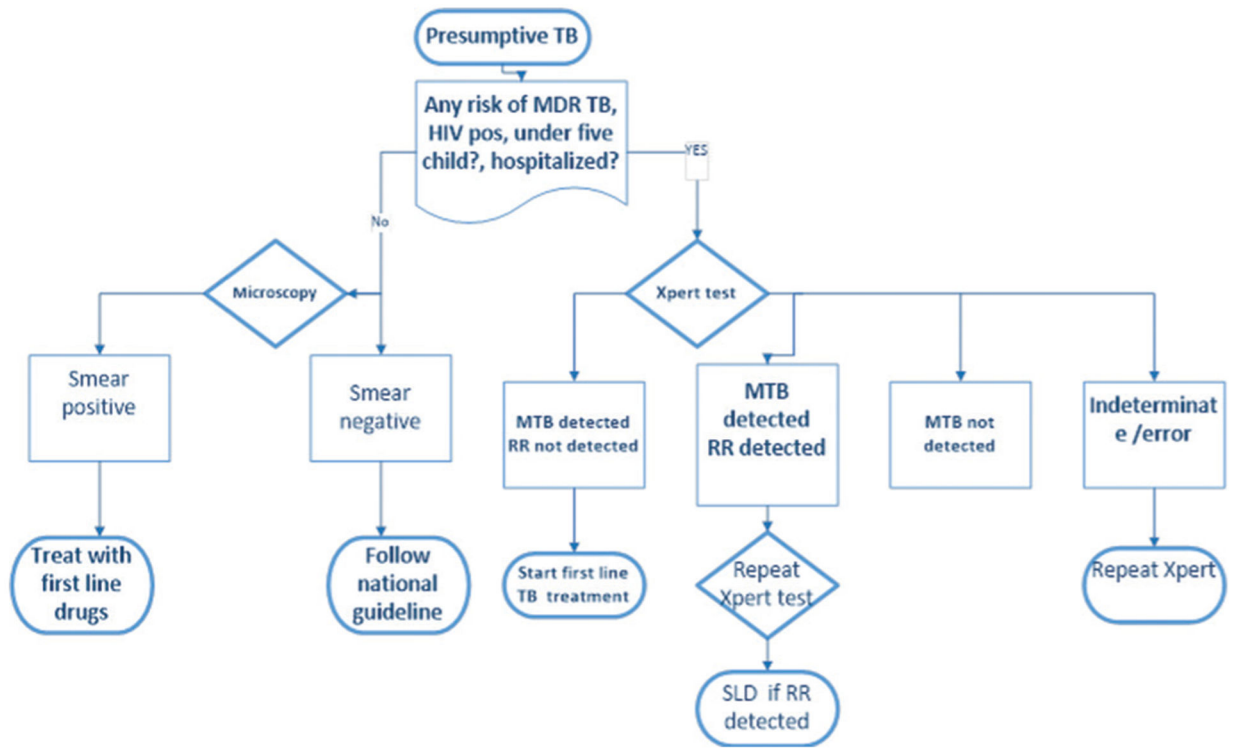 Presumptive TB
Any risk of MDR TB,
HIV pos, under five
child?, hospitalized?
YES
No
Microscopy
Xpert test
Smear
positive
Smear
negative
MTB detected
RR not detected
MTB
detected
RR detected
MTB not
detected
Indeterminat
e /error
Treat with
first line
drugs
Follow
national
guideline
Start first line
TB treatment
Repeat
Xpert test
Repeat Xpert
SLD if RR
detected